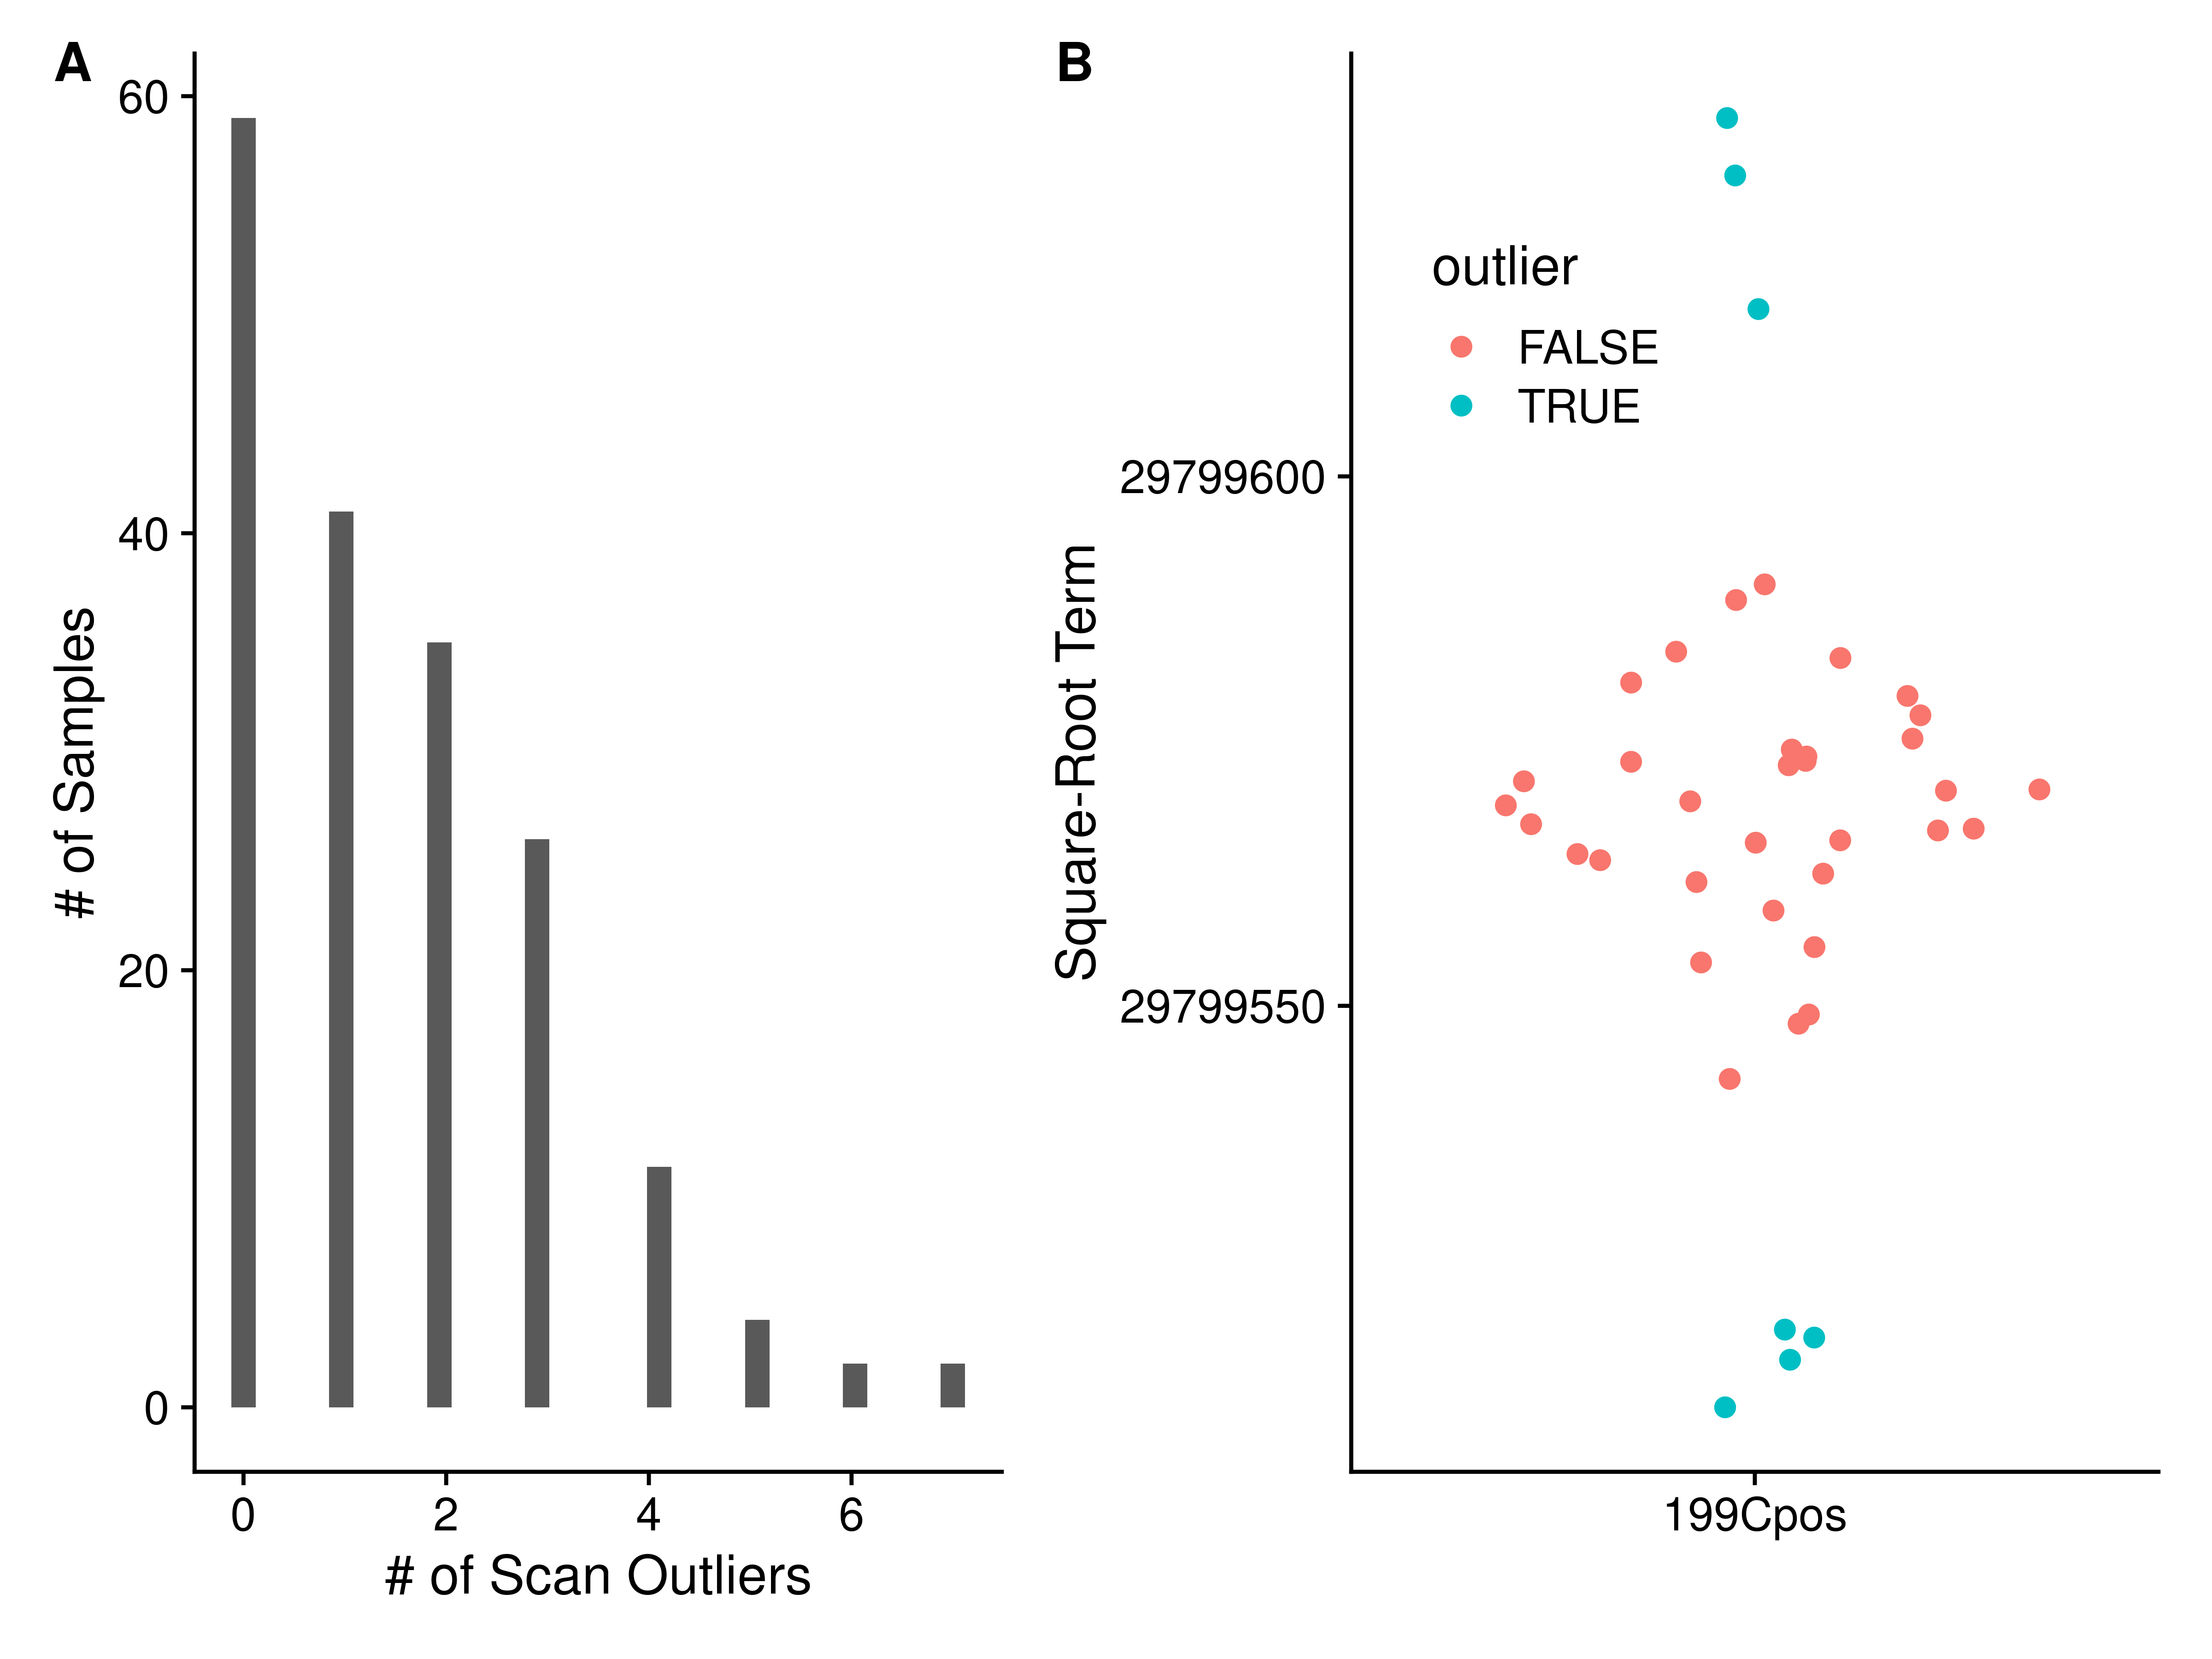 A
60
40
20
0
# of Samples
0 2 4 6
# of Scan Outliers
B
outlier
FALSE
TRUE
29799600
29799550
Square-Root Term
199Cpos